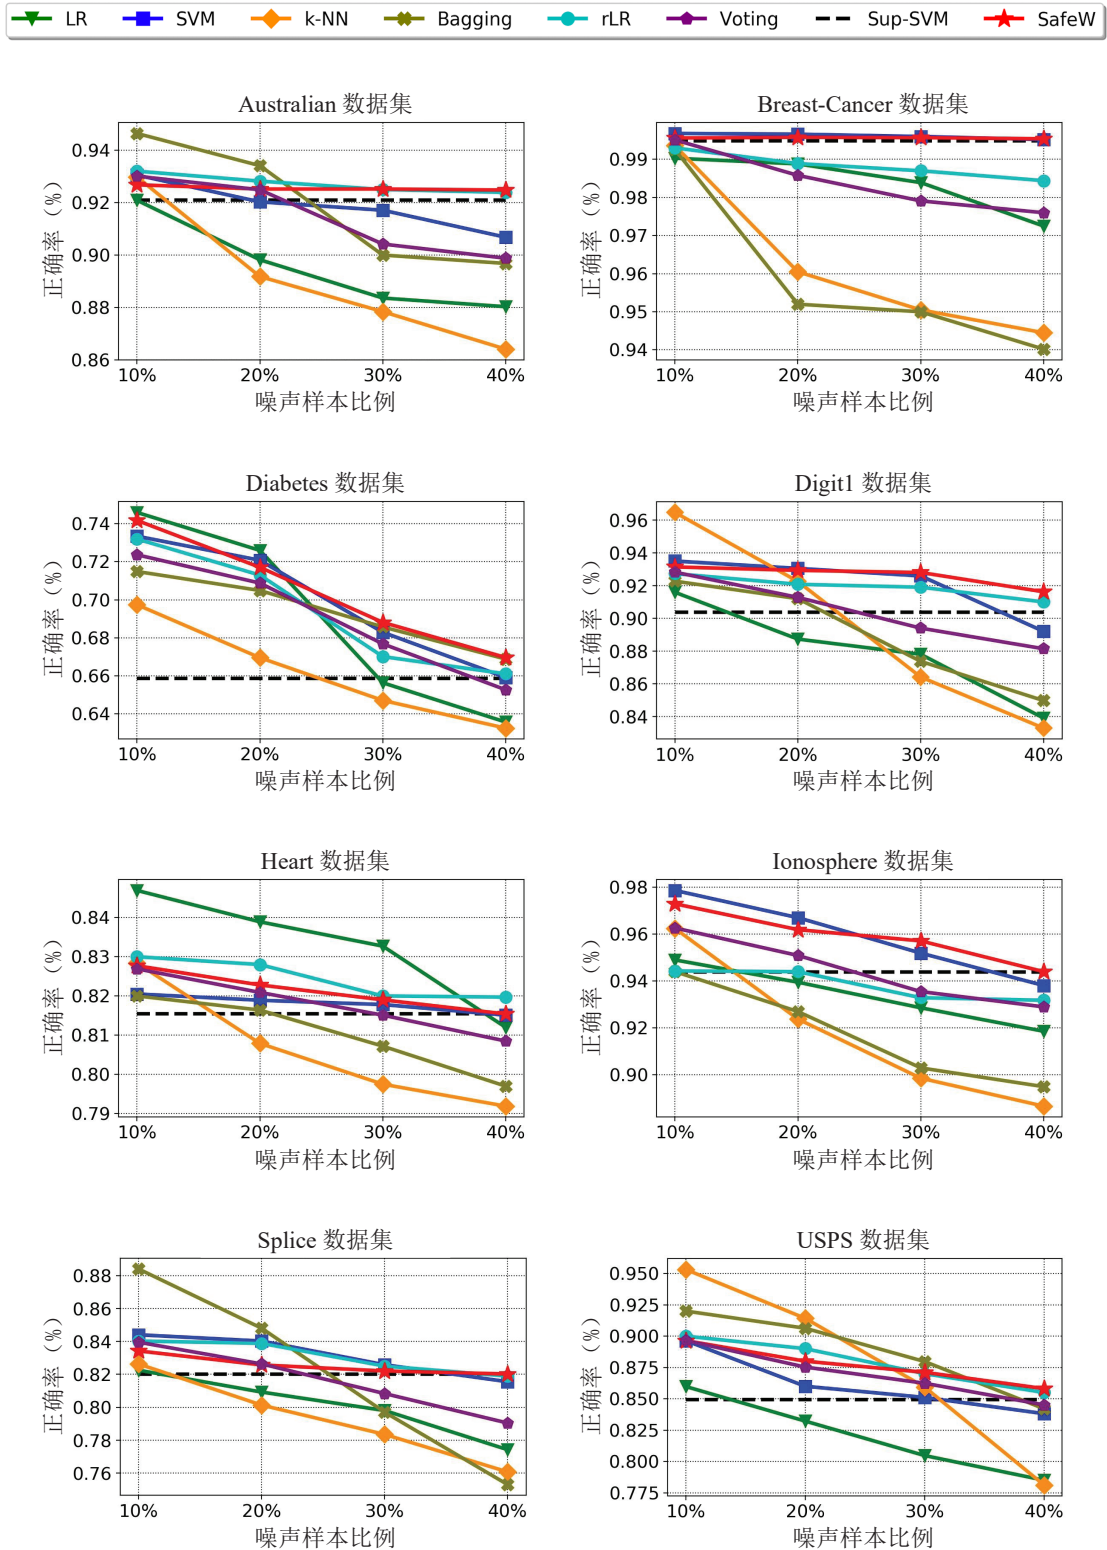 LR SVM k-NN Bagging rLR Voting Sup-SVM SafeW
Australian 数据集
正确率（%）
0.94
0.92
0.90
0.88
0.86
10% 20% 30% 40%
噪声样本比例
Breast-Cancer 数据集
正确率（%）
0.99
0.98
0.97
0.96
0.95
0.94
10% 20% 30% 40%
噪声样本比例
Diabetes 数据集
正确率（%）
0.74
0.72
0.70
0.68
0.66
0.64
10% 20% 30% 40%
噪声样本比例
Digit1 数据集
正确率（%）
0.96
0.94
0.92
0.90
0.88
0.86
0.84
10% 20% 30% 40%
噪声样本比例
Heart 数据集
正确率（%）
0.84
0.83
0.82
0.81
0.80
0.79
10% 20% 30% 40%
噪声样本比例
Ionosphere 数据集
正确率（%）
0.98
0.96
0.94
0.92
0.90
10% 20% 30% 40%
噪声样本比例
Splice 数据集
正确率（%）
0.88
0.86
0.84
0.82
0.80
0.78
0.76
10% 20% 30% 40%
噪声样本比例
USPS 数据集
正确率（%）
0.950
0.925
0.900
0.875
0.850
0.825
0.800
0.775
10% 20% 30% 40%
噪声样本比例